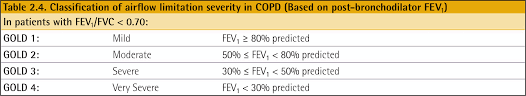 Table 2.4. Classification of airflow limitation severity in COPD (Based on post-bronchodilator FEV₁)
In patients with FEV₁/FVC < 0.70:
GOLD 1: Mild FEV₁ ≥ 80% predicted
GOLD 2: Moderate 50% ≤ FEV₁ < 80% predicted
GOLD 3: Severe 30% ≤ FEV₁ < 50% predicted
GOLD 4: Very Severe FEV₁ < 30% predicted